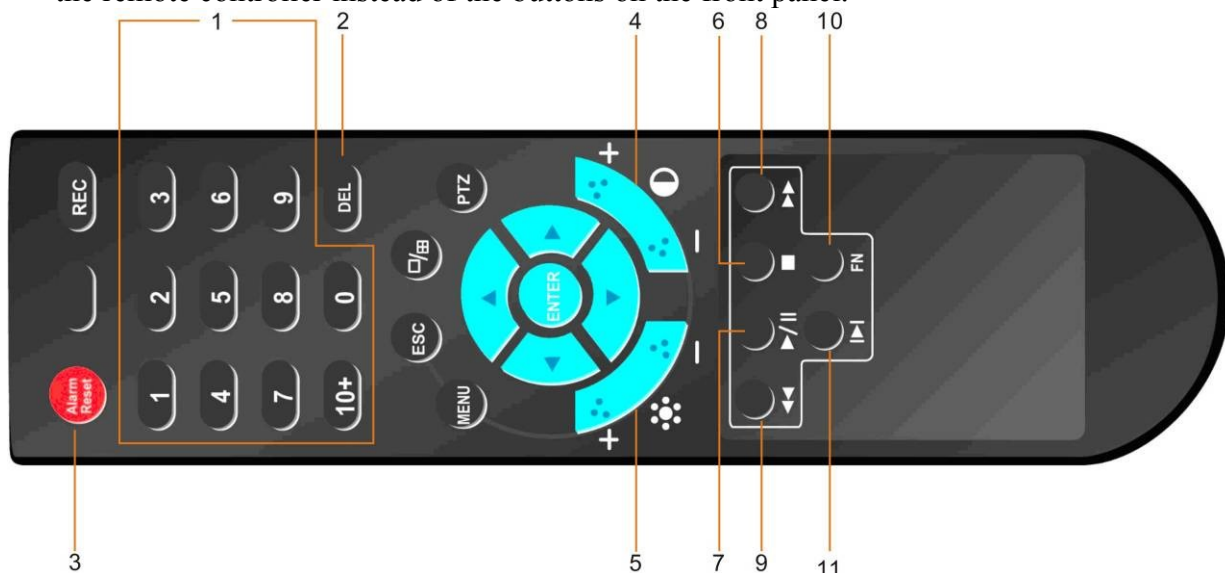 the remote controller instead of the buttons on the front panel.
1 2 4 6 8 10
Alarm
Reset
REC
1 2 3
4 5 6
7 8 9
10+ 0 DEL
MENU ESC PTZ
ENTER
+ − − +
FN
3 5 7 9 11